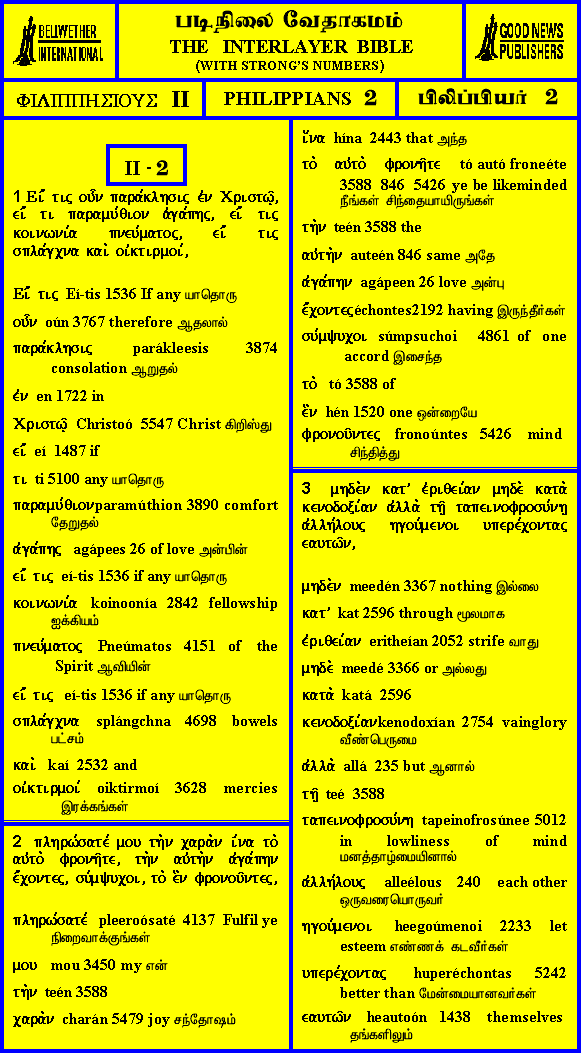 BELLWETHER
INTERNATIONAL
படிநிலை வேதாகமம்
THE INTERLAYER BIBLE
(WITH STRONG'S NUMBERS)
GOOD NEWS
PUBLISHERS
ΦΙΛΙΠΠΗΣΙΟΥΣ II
PHILIPPIANS 2
பிலிப்பியர் 2
II - 2
1 Εἴ τις οὖν παράκλησις ἐν Χριστῷ,
εἴ τι παραμύθιον ἀγάπης, εἴ τις
κοινωνία πνεύματος, εἴ τις
σπλάγχνα καὶ οἰκτιρμοί,
Εἴ τις Eí-tis 1536 If any யாதொரு
οὖν oún 3767 therefore ஆதலால்
παράκλησις parákleesis 3874
consolation ஆறுதல்
ἐν en 1722 in
Χριστῷ Christoó 5547 Christ கிறிஸ்து
εἴ eí 1487 if
τι ti 5100 any யாதொரு
παραμύθιον paramúthion 3890 comfort
தேறுதல்
ἀγάπης agápees 26 of love அன்பின்
εἴ τις eí-tis 1536 if any யாதொரு
κοινωνία koinoonía 2842 fellowship
ஐக்கியம்
πνεύματος Pneúmatos 4151 of the
Spirit ஆவியின்
εἴ τις eí-tis 1536 if any யாதொரு
σπλάγχνα splángchna 4698 bowels
பட்சம்
καὶ kaí 2532 and
οἰκτιρμοί oiktirmoí 3628 mercies
இரக்கங்கள்
2 πληρώσατέ μου τὴν χαρὰν ἵνα τὸ
αὐτὸ φρονῆτε, τὴν αὐτὴν ἀγάπην
ἔχοντες, σύμψυχοι, τὸ ἓν φρονοῦντες,
πληρώσατέ pleeroósaté 4137 Fulfil ye
நிறைவாக்குங்கள்
μου mou 3450 my என்
τὴν teén 3588
χαρὰν charán 5479 joy சந்தோஷம்
ἵνα hína 2443 that அந்த
τὸ αὐτὸ φρονῆτε tó autó froneéte
3588 846 5426 ye be likeminded
நீங்கள் சிந்தையாயிருங்கள்
τὴν teén 3588 the
αὐτὴν auteén 846 same அதே
ἀγάπην agápeen 26 love அன்பு
ἔχοντες échontes2192 having இருந்தீர்கள்
σύμψυχοι súmpsuchoi 4861 of one
accord இசைந்த
τὸ tó 3588 of
ἓν hén 1520 one ஒன்றையே
φρονοῦντες fronoúntes 5426 mind
சிந்தித்து
3 μηδὲν κατ' ἐριθείαν μηδὲ κατὰ
κενοδοξίαν ἀλλὰ τῇ ταπεινοφροσύνῃ
ἀλλήλους ηγούμενοι υπερέχοντας
εαυτῶν,
μηδὲν meedén 3367 nothing இல்லை
κατ' kat 2596 through மூலமாக
ἐριθείαν eritheían 2052 strife வாது
μηδὲ meedé 3366 or அல்லது
κατὰ katá 2596
κενοδοξίαν kenodoxían 2754 vainglory
வீண்பெருமை
ἀλλὰ allá 235 but ஆனால்
τῇ teé 3588
ταπεινοφροσύνῃ tapeinofrosúnee 5012
in lowliness of mind
மனத்தாழ்மையினால்
ἀλλήλους alleélous 240 each other
ஒருவரையொருவர்
ηγούμενοι heegoúmenoi 2233 let
esteem எண்ணக் கடவீர்கள்
υπερέχοντας huperéchontas 5242
better than மேன்மையானவர்கள்
εαυτῶν heautoón 1438 themselves
தங்களிலும்